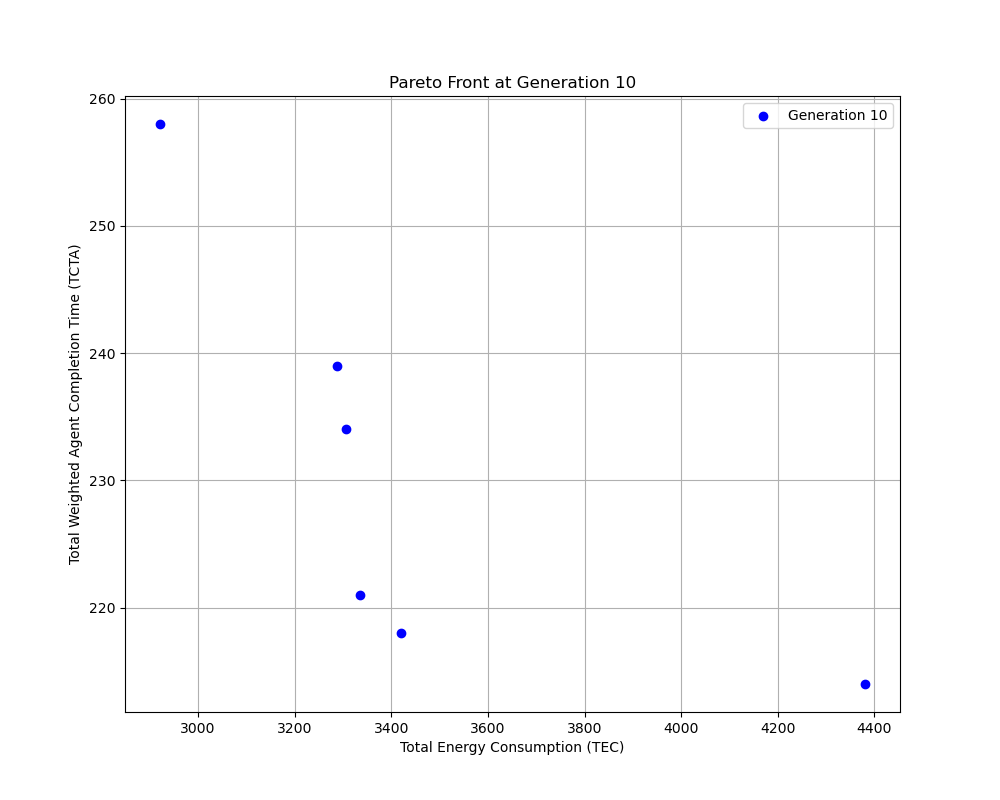 Pareto Front at Generation 10
Generation 10
Total Weighted Agent Completion Time (TCTA)
260
250
240
230
220
3000 3200 3400 3600 3800 4000 4200 4400
Total Energy Consumption (TEC)